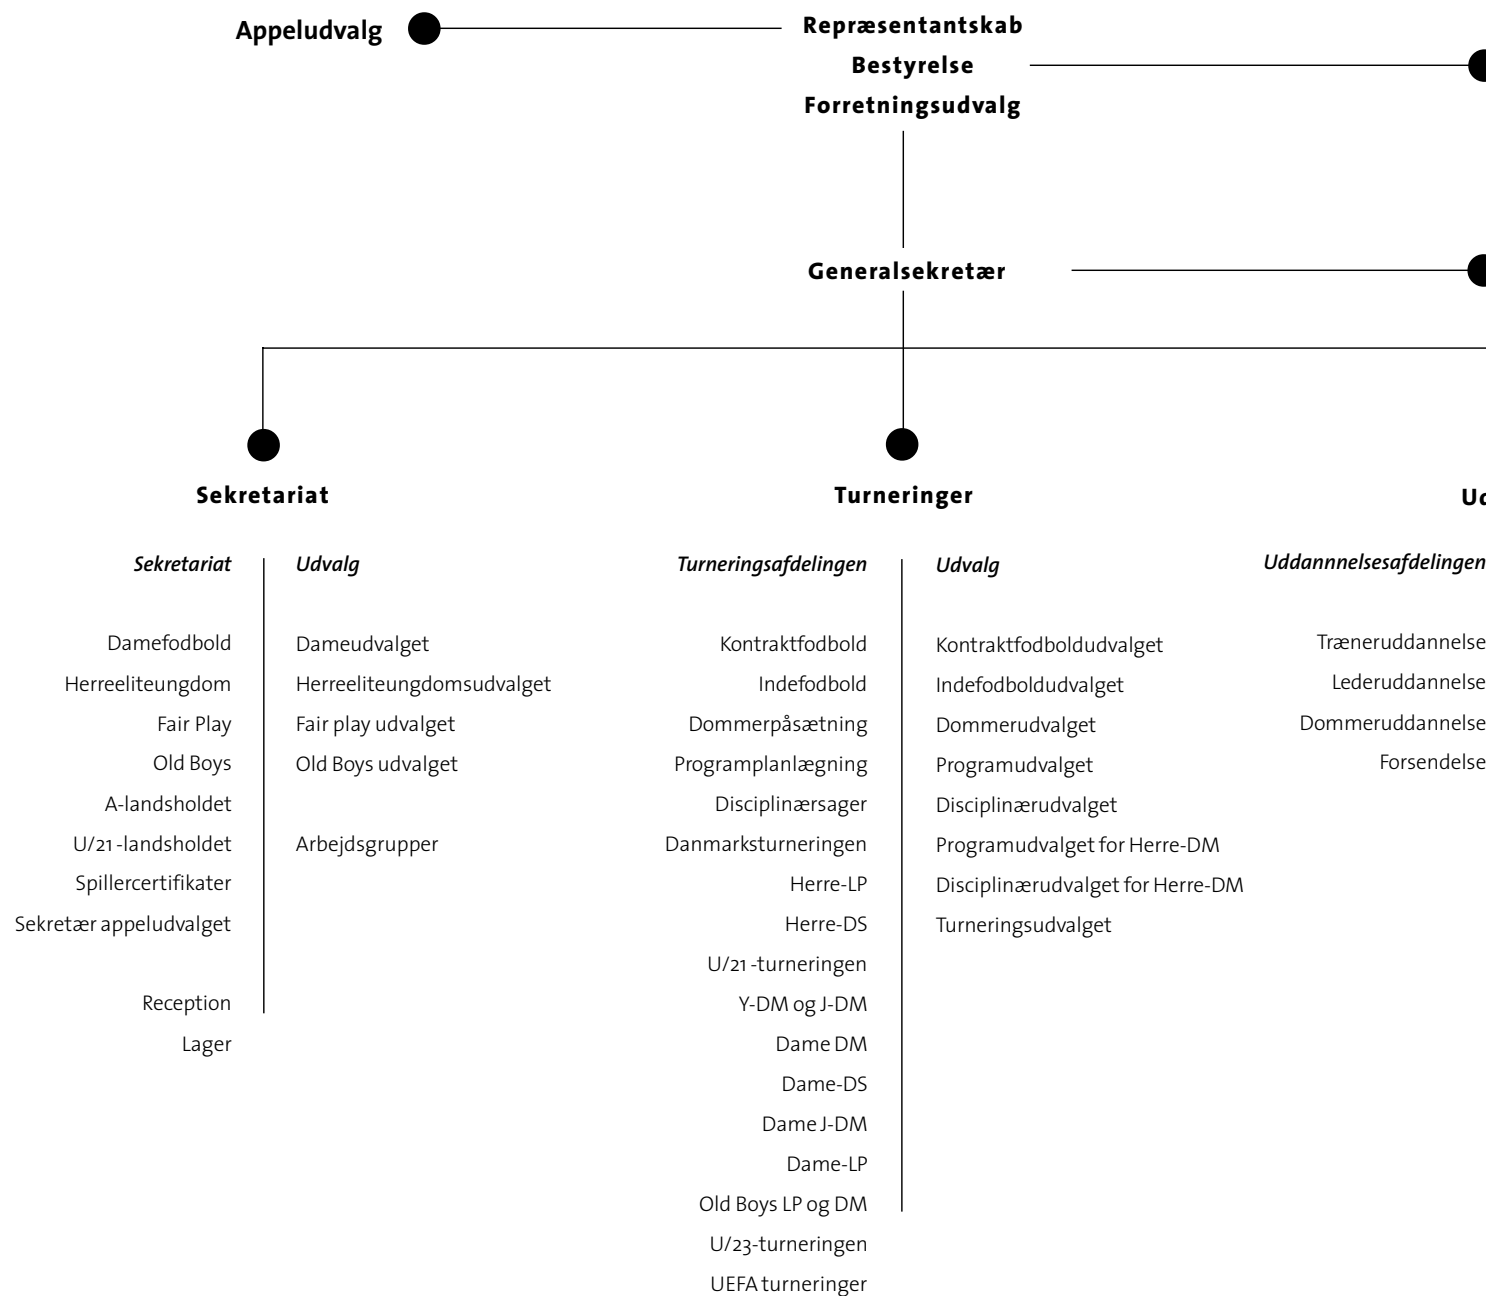 Appeludvalg
Repræsentantskab
Bestyrelse
Forretningsudvalg
Generalsekretær
Sekretariat
Sekretariat
Damefodbold
Herreeliteungdom
Fair Play
Old Boys
A-landsholdet
U/21-landsholdet
Spillercertifikater
Sekretær appeludvalget
Reception
Lager
Udvalg
Dameudvalget
Herreeliteungdomsudvalget
Fair play udvalget
Old Boys udvalget
Arbejdsgrupper
Turneringer
Turneringsafdelingen
Kontraktfodbold
Indefodbold
Dommerpåsætning
Programplanlægning
Disciplinærsager
Danmarksturneringen
Herre-LP
Herre-DS
U/21-turneringen
Y-DM og J-DM
Dame DM
Dame-DS
Dame J-DM
Dame-LP
Old Boys LP og DM
U/23-turneringen
UEFA turneringer
Udvalg
Kontraktfodboldudvalget
Indefodboldudvalget
Dommerudvalget
Programudvalget
Disciplinærudvalget
Programudvalget for Herre-DM
Disciplinærudvalget for Herre-DM
Turneringsudvalget
Uddannnelsesafdelingen
Træneruddannelse
Lederuddannelse
Dommeruddannelse
Forsendelse